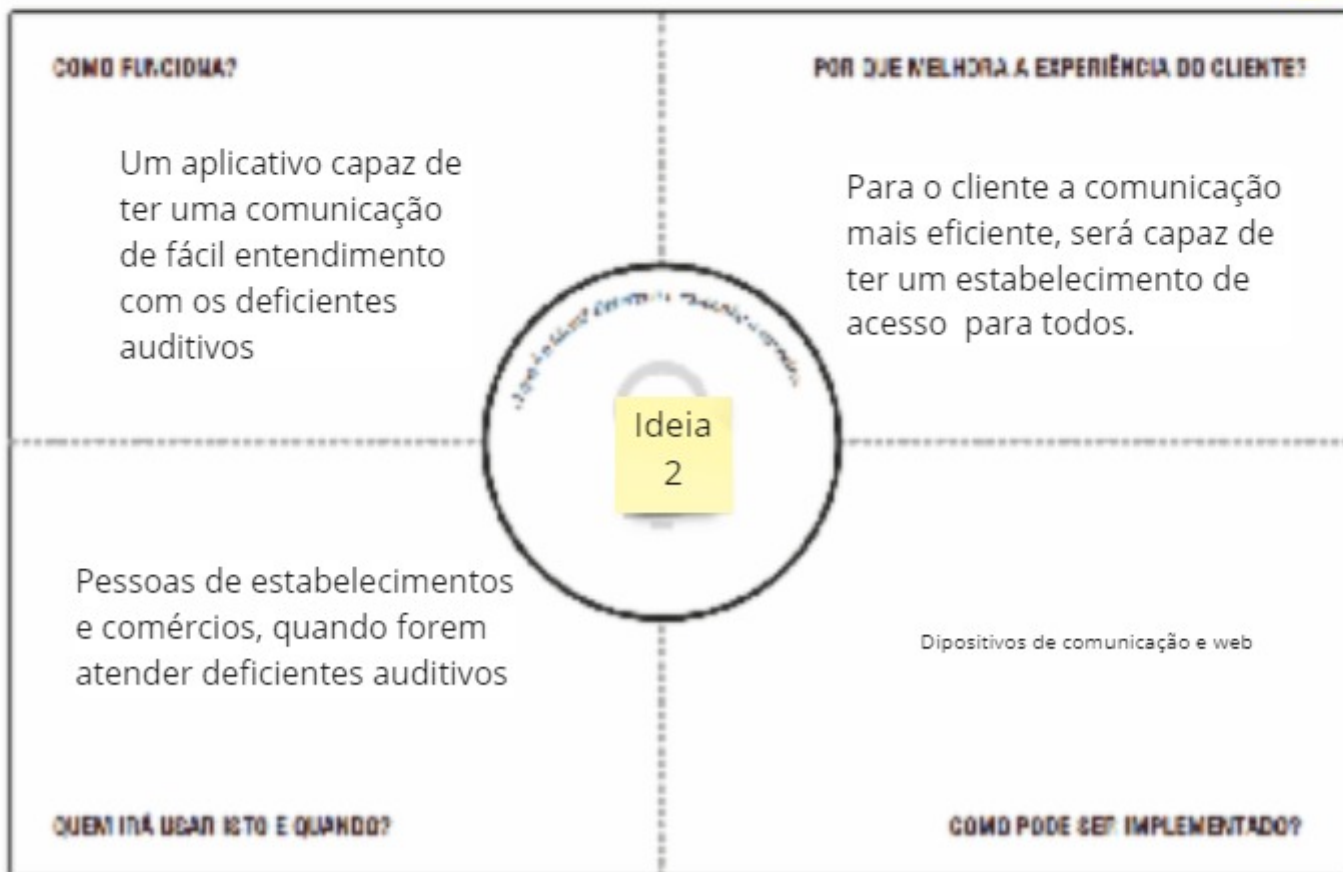 COMO FUNCIONA?
Um aplicativo capaz de
ter uma comunicação
de fácil entendimento
com os deficientes
auditivos
POR QUE MELHORA A EXPERIÊNCIA DO CLIENTE?
Para o cliente a comunicação
mais eficiente, será capaz de
ter um estabelecimento de
acesso para todos.
Ideia
2
Pessoas de estabelecimentos
e comércios, quando forem
atender deficientes auditivos
QUEM IRÁ USAR ISTO E QUANDO?
Dipositivos de comunicação e web
COMO PODE SER IMPLEMENTADO?